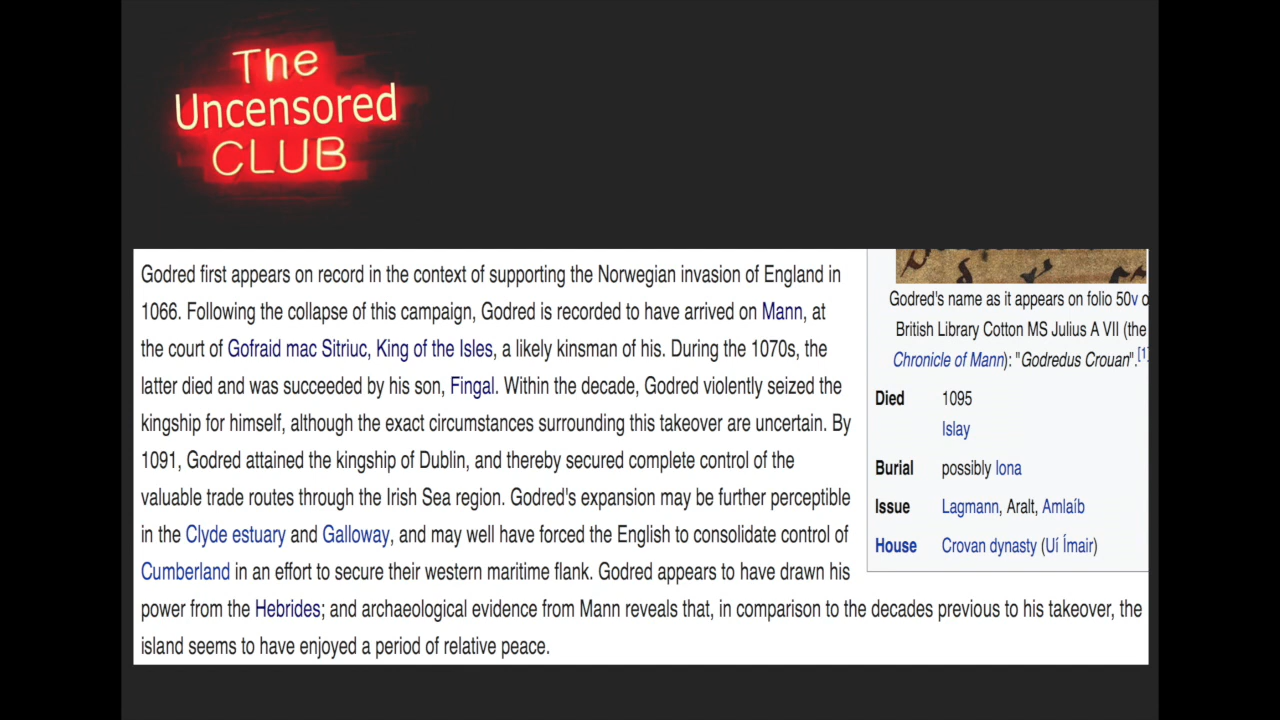 The
Uncensored
CLUB
Godred first appears on record in the context of supporting the Norwegian invasion of England in
1066. Following the collapse of this campaign, Godred is recorded to have arrived on Mann, at
the court of Gofraid mac Sitriuc, King of the Isles, a likely kinsman of his. During the 1070s, the
latter died and was succeeded by his son, Fingal. Within the decade, Godred violently seized the
kingship for himself, although the exact circumstances surrounding this takeover are uncertain. By
1091, Godred attained the kingship of Dublin, and thereby secured complete control of the
valuable trade routes through the Irish Sea region. Godred's expansion may be further perceptible
in the Clyde estuary and Galloway, and may well have forced the English to consolidate control of
Cumberland in an effort to secure their western maritime flank. Godred appears to have drawn his
power from the Hebrides; and archaeological evidence from Mann reveals that, in comparison to the decades previous to his takeover, the
island seems to have enjoyed a period of relative peace.
Godred's name as it appears on folio 50v o
British Library Cotton MS Julius A VII (the
Chronicle of Mann): "Godredus Crouan".[1]
Died 1095
Islay
Burial possibly Iona
Issue Lagmann, Aralt, Amlaíb
House Crovan dynasty (Uí Ímair)